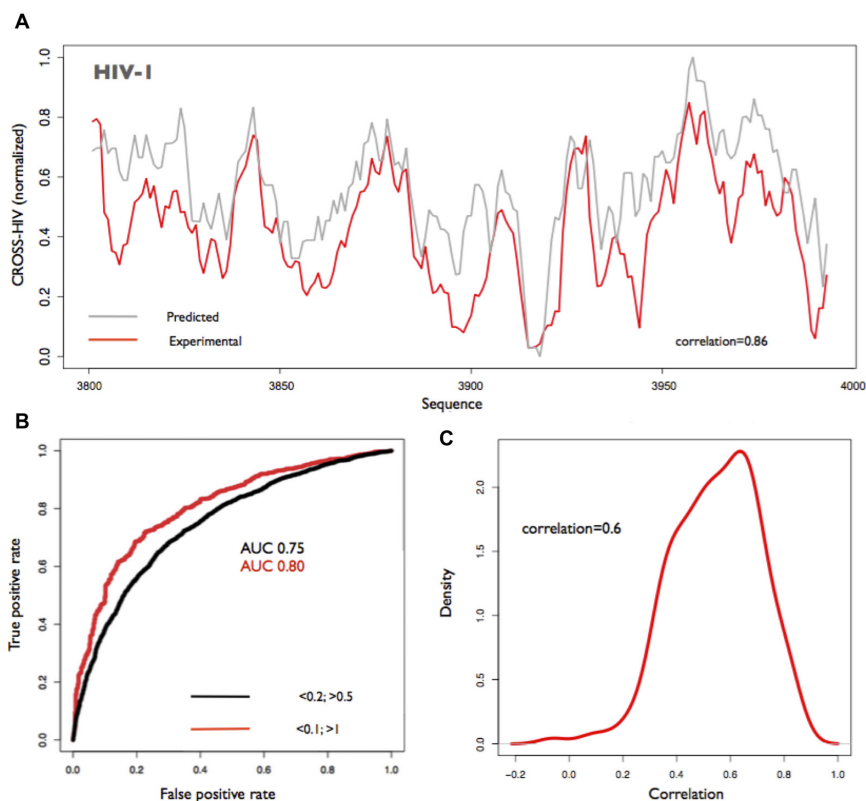 A
HIV-1
CROSS-HIV (normalized)
1.0
0.8
0.6
0.4
0.2
0.0
Predicted
Experimental
correlation=0.86
3800 3850 3900 3950 4000
Sequence
B
True positive rate
1.0
0.8
0.6
0.4
0.2
0.0
AUC 0.75
AUC 0.80
<0.2; >0.5
<0.1; >1
0.0 0.2 0.4 0.6 0.8 1.0
False positive rate
C
Density
2.0
1.5
1.0
0.5
0.0
correlation=0.6
-0.2 0.0 0.2 0.4 0.6 0.8 1.0
Correlation